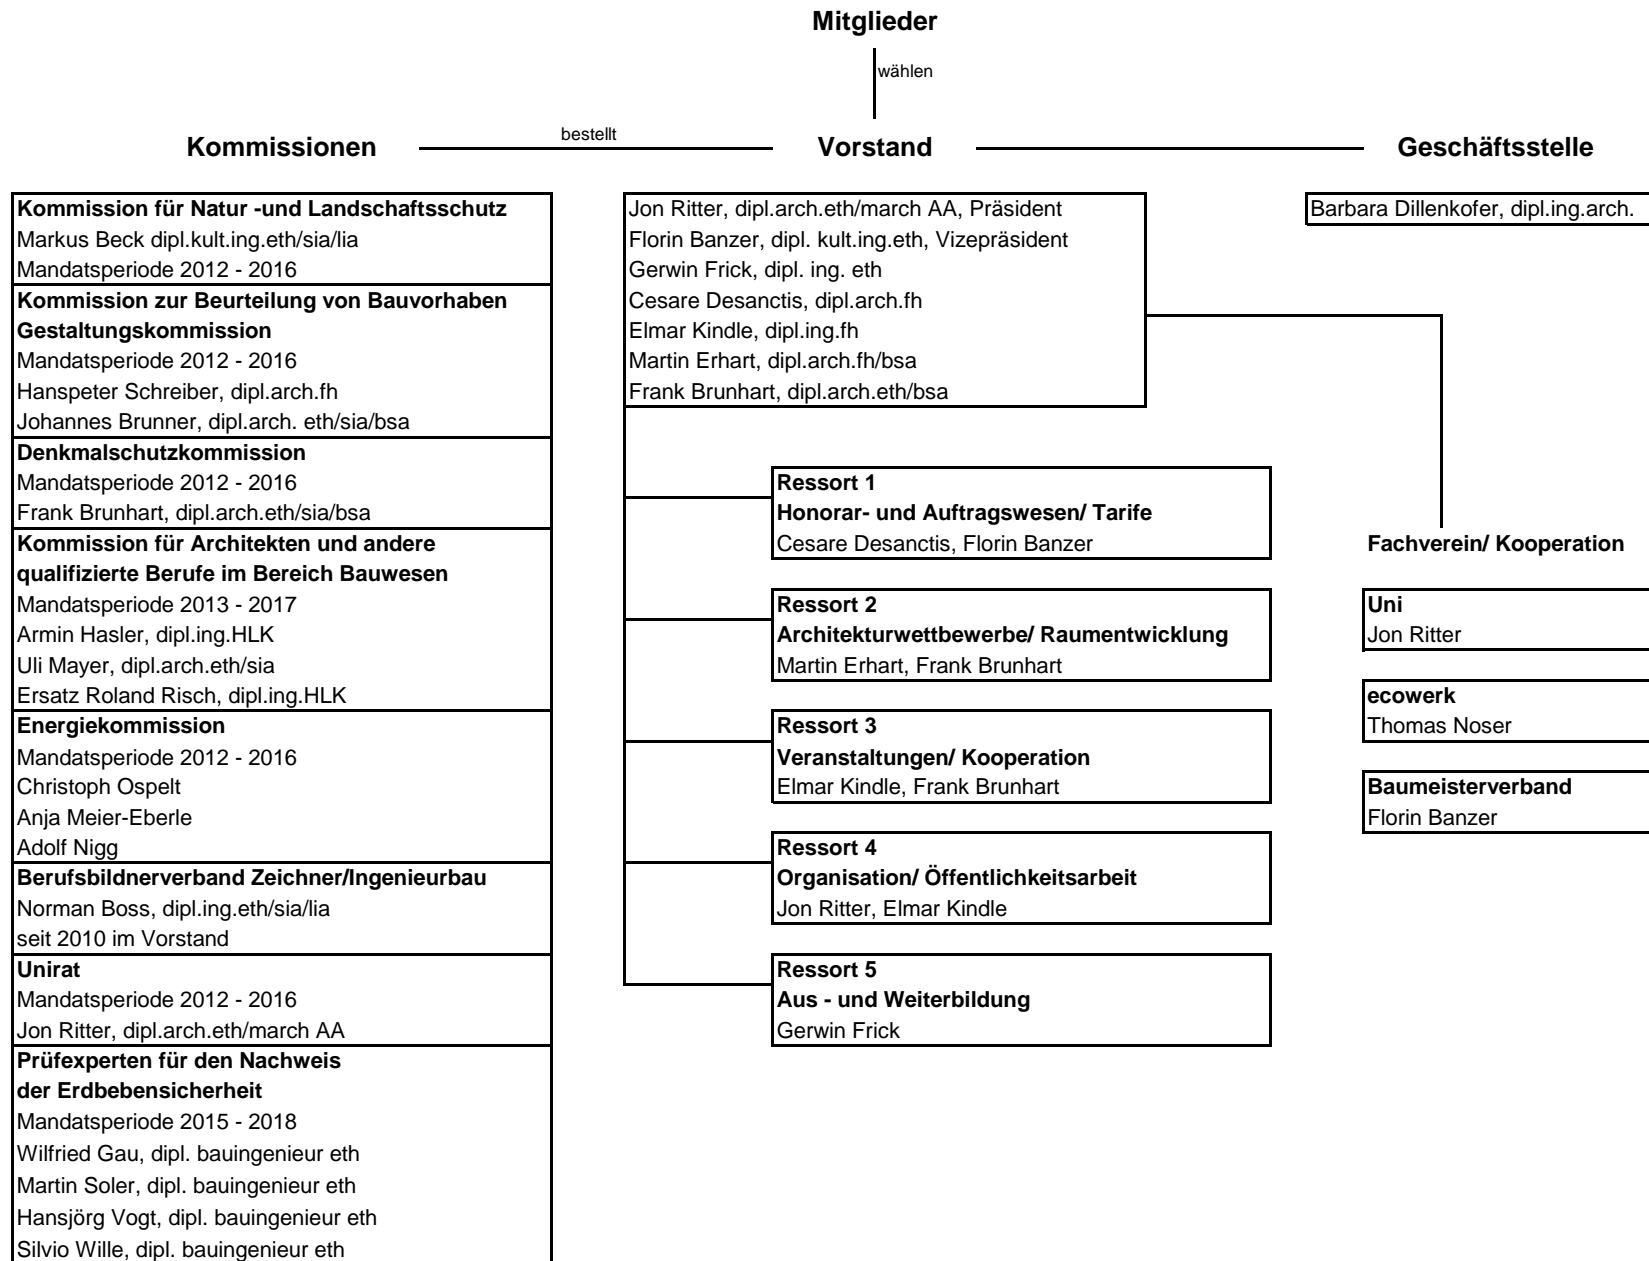 Mitglieder
wählen
Kommissionen
bestellt
Vorstand
Geschäftsstelle
Kommission für Natur -und Landschaftsschutz
Markus Beck dipl.kult.ing.eth/sia/lia
Mandatsperiode 2012 - 2016
Kommission zur Beurteilung von Bauvorhaben
Gestaltungskommission
Mandatsperiode 2012 - 2016
Hanspeter Schreiber, dipl.arch.fh
Johannes Brunner, dipl.arch. eth/sia/bsa
Denkmalschutzkommission
Mandatsperiode 2012 - 2016
Frank Brunhart, dipl.arch.eth/sia/bsa
Kommission für Architekten und andere
qualifizierte Berufe im Bereich Bauwesen
Mandatsperiode 2013 - 2017
Armin Hasler, dipl.ing.HLK
Uli Mayer, dipl.arch.eth/sia
Ersatz Roland Risch, dipl.ing.HLK
Energiekommission
Mandatsperiode 2012 - 2016
Christoph Ospelt
Anja Meier-Eberle
Adolf Nigg
Berufsbildnerverband Zeichner/Ingenieurbau
Norman Boss, dipl.ing.eth/sia/lia
seit 2010 im Vorstand
Unirat
Mandatsperiode 2012 - 2016
Jon Ritter, dipl.arch.eth/march AA
Prüfexperten für den Nachweis
der Erdbebensicherheit
Mandatsperiode 2015 - 2018
Wilfried Gau, dipl. bauingenieur eth
Martin Soler, dipl. bauingenieur eth
Hansjörg Vogt, dipl. bauingenieur eth
Silvio Wille, dipl. bauingenieur eth
Jon Ritter, dipl.arch.eth/march AA, Präsident
Florin Banzer, dipl. kult.ing.eth, Vizepräsident
Gerwin Frick, dipl. ing. eth
Cesare Desanctis, dipl.arch.fh
Elmar Kindle, dipl.ing.fh
Martin Erhart, dipl.arch.fh/bsa
Frank Brunhart, dipl.arch.eth/bsa
Ressort 1
Honorar- und Auftragswesen/ Tarife
Cesare Desanctis, Florin Banzer
Ressort 2
Architekturwettbewerbe/ Raumentwicklung
Martin Erhart, Frank Brunhart
Ressort 3
Veranstaltungen/ Kooperation
Elmar Kindle, Frank Brunhart
Ressort 4
Organisation/ Öffentlichkeitsarbeit
Jon Ritter, Elmar Kindle
Ressort 5
Aus - und Weiterbildung
Gerwin Frick
Barbara Dillenkofer, dipl.ing.arch.
Fachverein/ Kooperation
Uni
Jon Ritter
ecowerk
Thomas Noser
Baumeisterverband
Florin Banzer